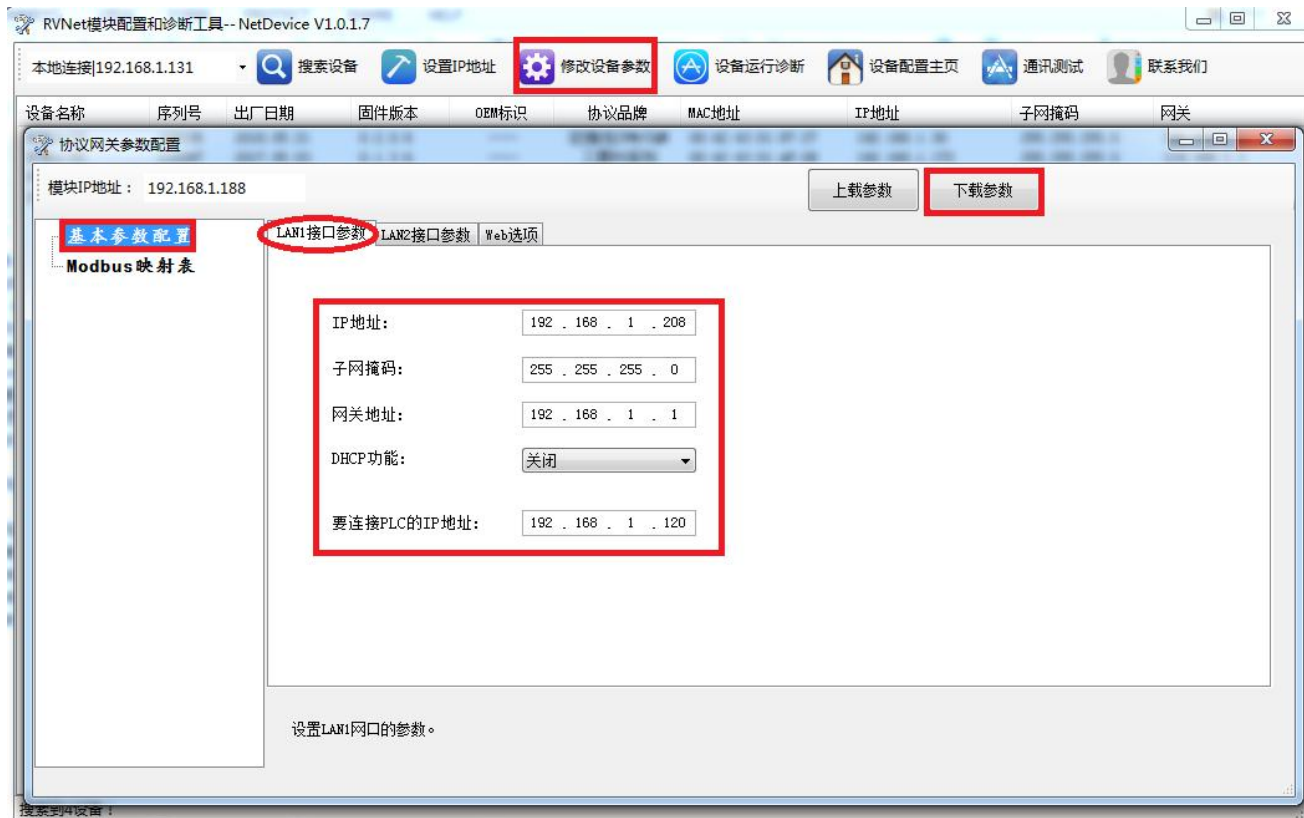 RVNet模块配置和诊断工具-- NetDevice V1.0.1.7
本地连接|192.168.1.131 搜索设备 设置IP地址 修改设备参数 设备运行诊断 设备配置主页 通讯测试 联系我们
设备名称 序列号 出厂日期 固件版本 OEM标识 协议品牌 MAC地址 IP地址 子网掩码 网关
协议网关参数配置
模块IP地址： 192.168.1.188 上载参数 下载参数
基本参数配置
Modbus映射表
LAN1接口参数 LAN2接口参数 Web选项
IP地址: 192 . 168 . 1 . 208
子网掩码: 255 . 255 . 255 . 0
网关地址: 192 . 168 . 1 . 1
DHCP功能: 关闭
要连接PLC的IP地址: 192 . 168 . 1 . 120
设置LAN1网口的参数。
搜索到4设备！